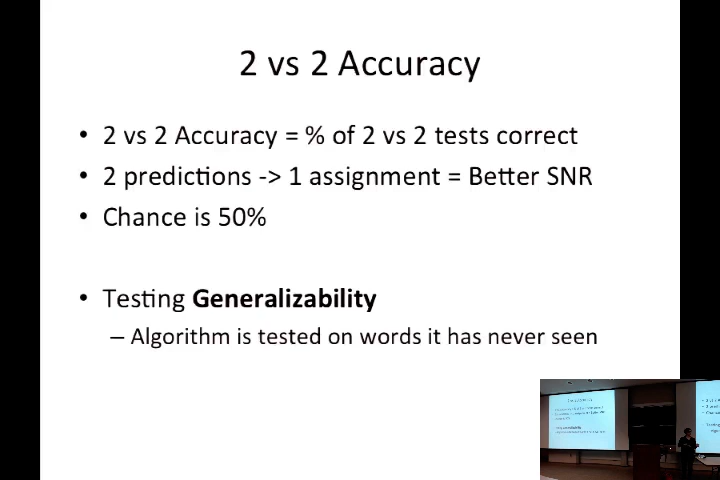 2 vs 2 Accuracy
• 2 vs 2 Accuracy = % of 2 vs 2 tests correct
• 2 predictions -> 1 assignment = Better SNR
• Chance is 50%
• Testing Generalizability
– Algorithm is tested on words it has never seen